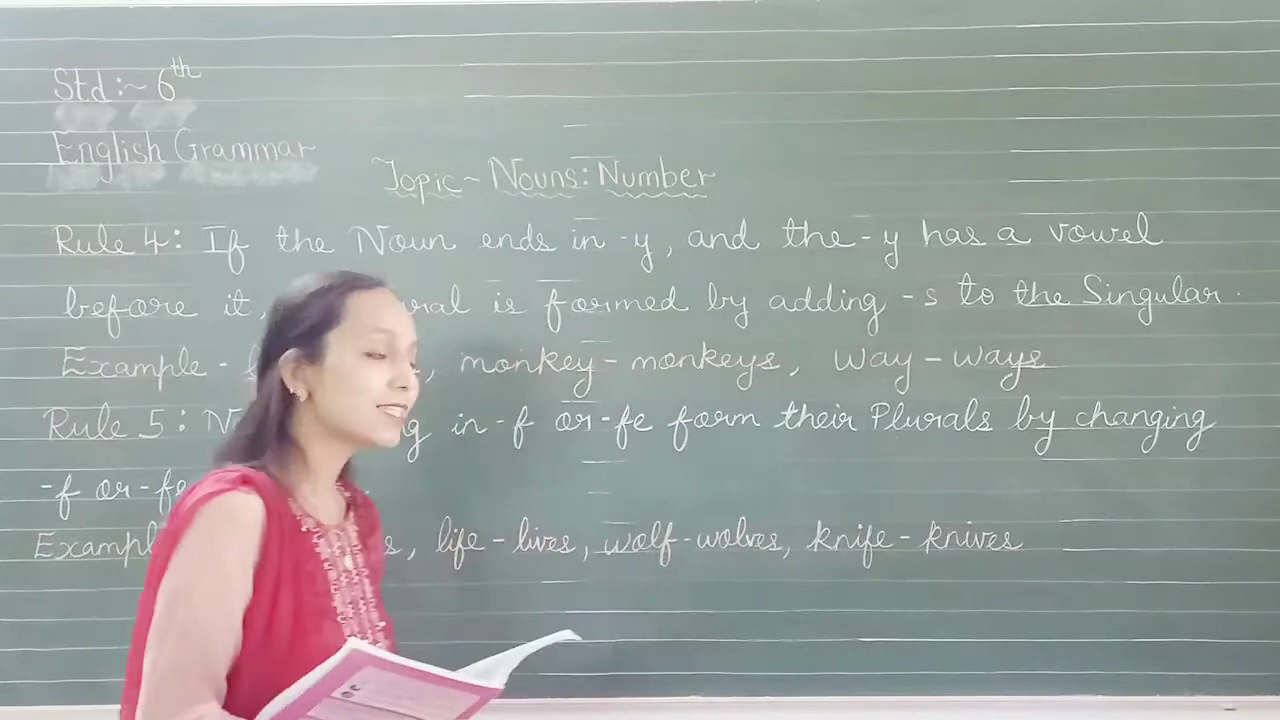 Std :~ 6th
English Grammar
Topic ~ Nouns: Number
Rule 4: If the Noun ends in -y, and the -y has a vowel
before it, is formed by adding -s to the Singular.
Example - , monkey - monkeys, way - ways
Rule 5: in -f or -fe form their Plurals by changing
-f or -fe
life - lives, wolf - wolves, knife - knives